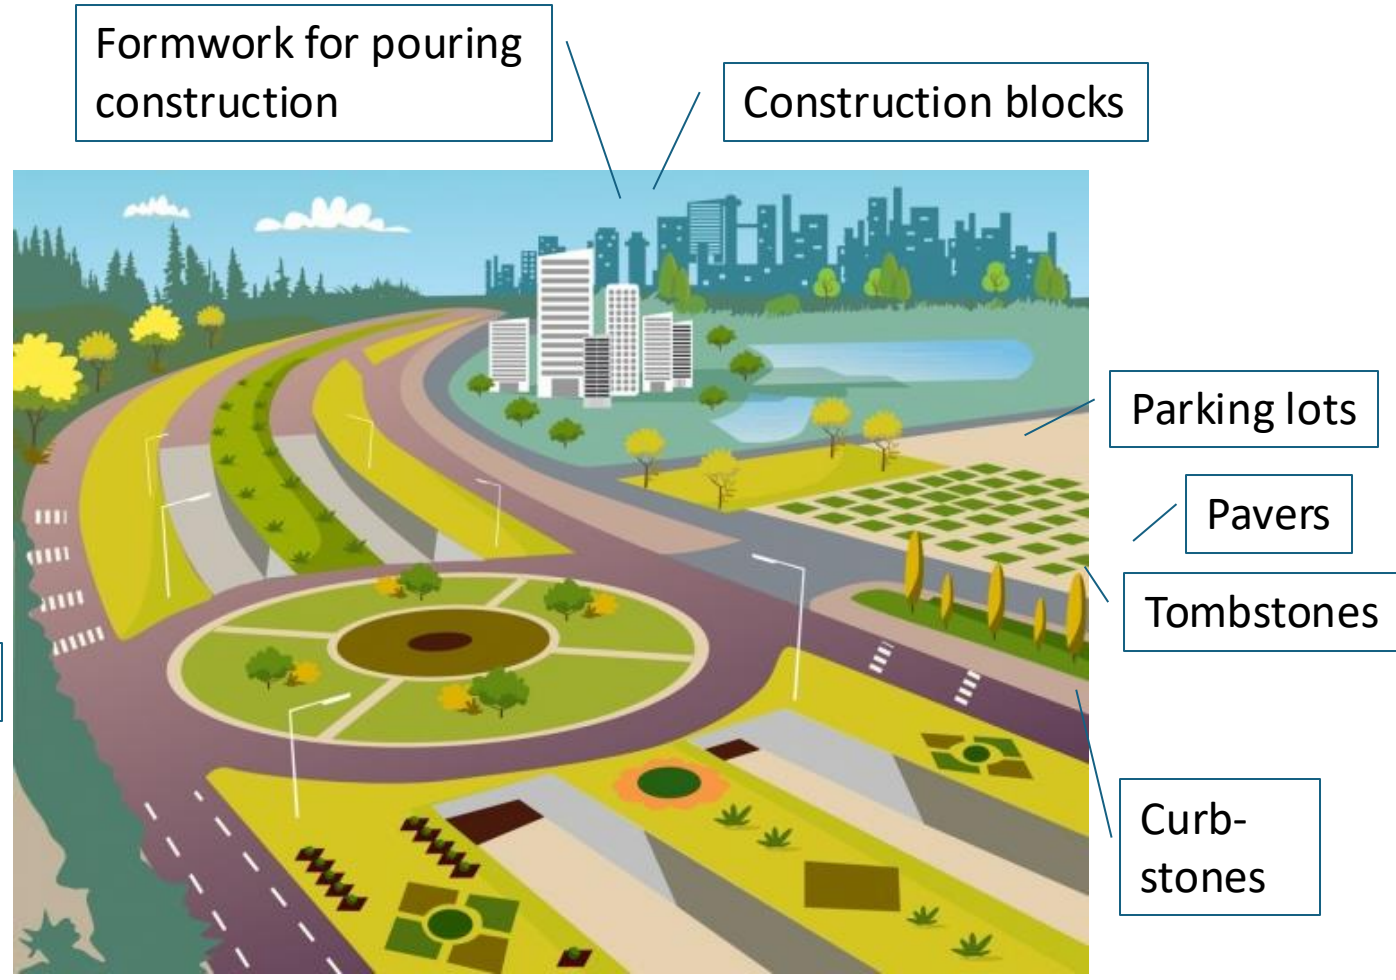 Formwork for pouring
construction
Construction blocks
Parking lots
Pavers
Tombstones
Curb-
stones